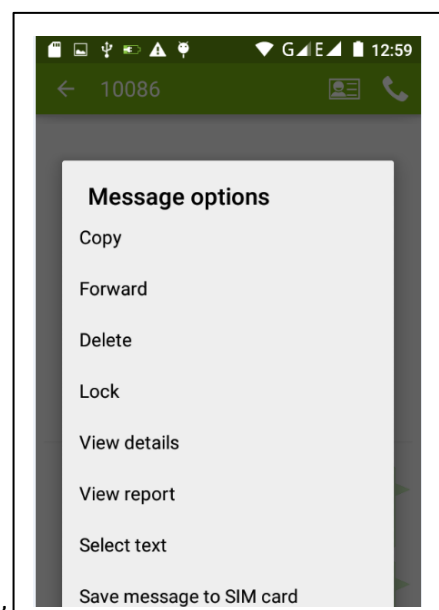 G E 12:59
10086
Message options
Copy
Forward
Delete
Lock
View details
View report
Select text
Save message to SIM card